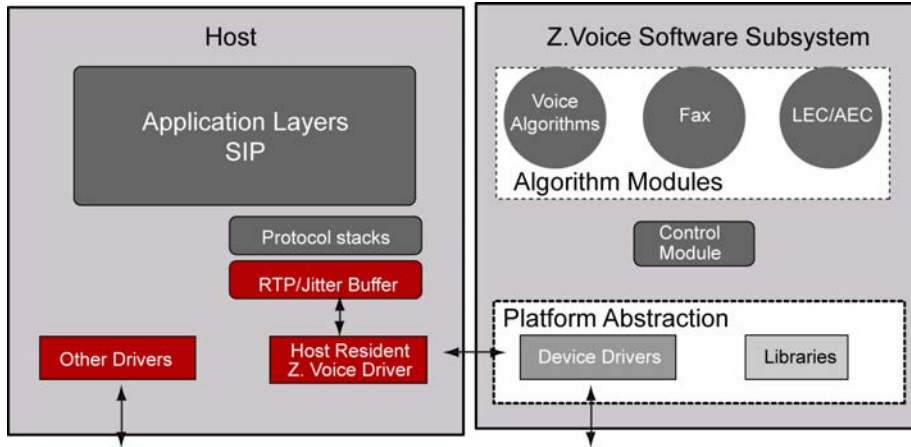 Host
Application Layers
SIP
Protocol stacks
RTP/Jitter Buffer
Other Drivers
Host Resident
Z. Voice Driver
Z.Voice Software Subsystem
Voice
Algorithms
Fax
LEC/AEC
Algorithm Modules
Control
Module
Platform Abstraction
Device Drivers
Libraries